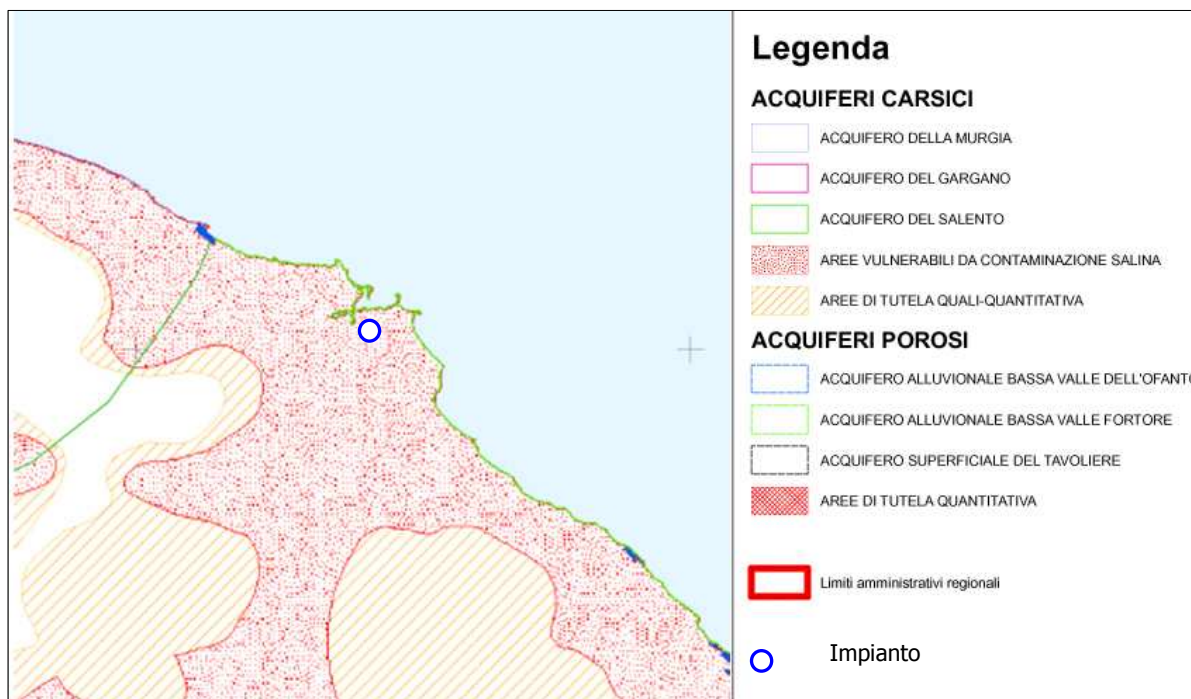 Legenda
ACQUIFERI CARSICI
ACQUIFERO DELLA MURGIA
ACQUIFERO DEL GARGANO
ACQUIFERO DEL SALENTO
AREE VULNERABILI DA CONTAMINAZIONE SALINA
AREE DI TUTELA QUALI-QUANTITATIVA
ACQUIFERI POROSI
ACQUIFERO ALLUVIONALE BASSA VALLE DELL'OFANTO
ACQUIFERO ALLUVIONALE BASSA VALLE FORTORE
ACQUIFERO SUPERFICIALE DEL TAVOLIERE
AREE DI TUTELA QUANTITATIVA
Limiti amministrativi regionali
Impianto